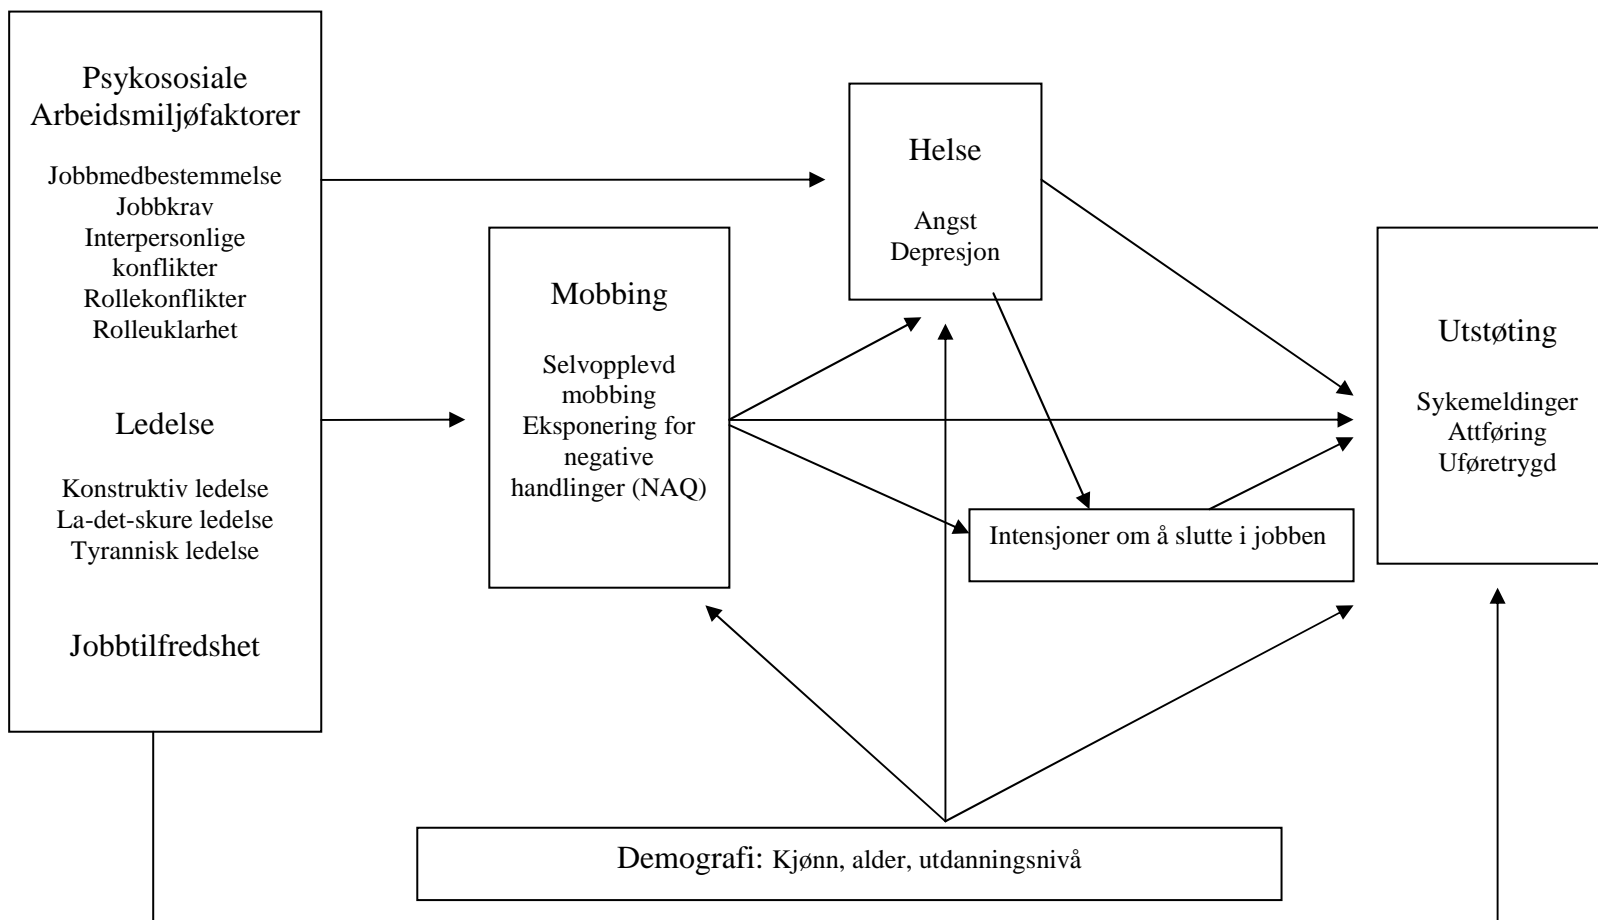 Psykososiale
Arbeidsmiljøfaktorer
Jobbmedbestemmelse
Jobbkrav
Interpersonlige
konflikter
Rollekonflikter
Rolleuklarhet
Ledelse
Konstruktiv ledelse
La-det-skure ledelse
Tyrannisk ledelse
Jobbtilfredshet
Mobbing
Selvopplevd
mobbing
Eksponering for
negative
handlinger (NAQ)
Helse
Angst
Depresjon
Intensjoner om å slutte i jobben
Utstøting
Sykemeldinger
Attføring
Uføretrygd
Demografi: Kjønn, alder, utdanningsnivå